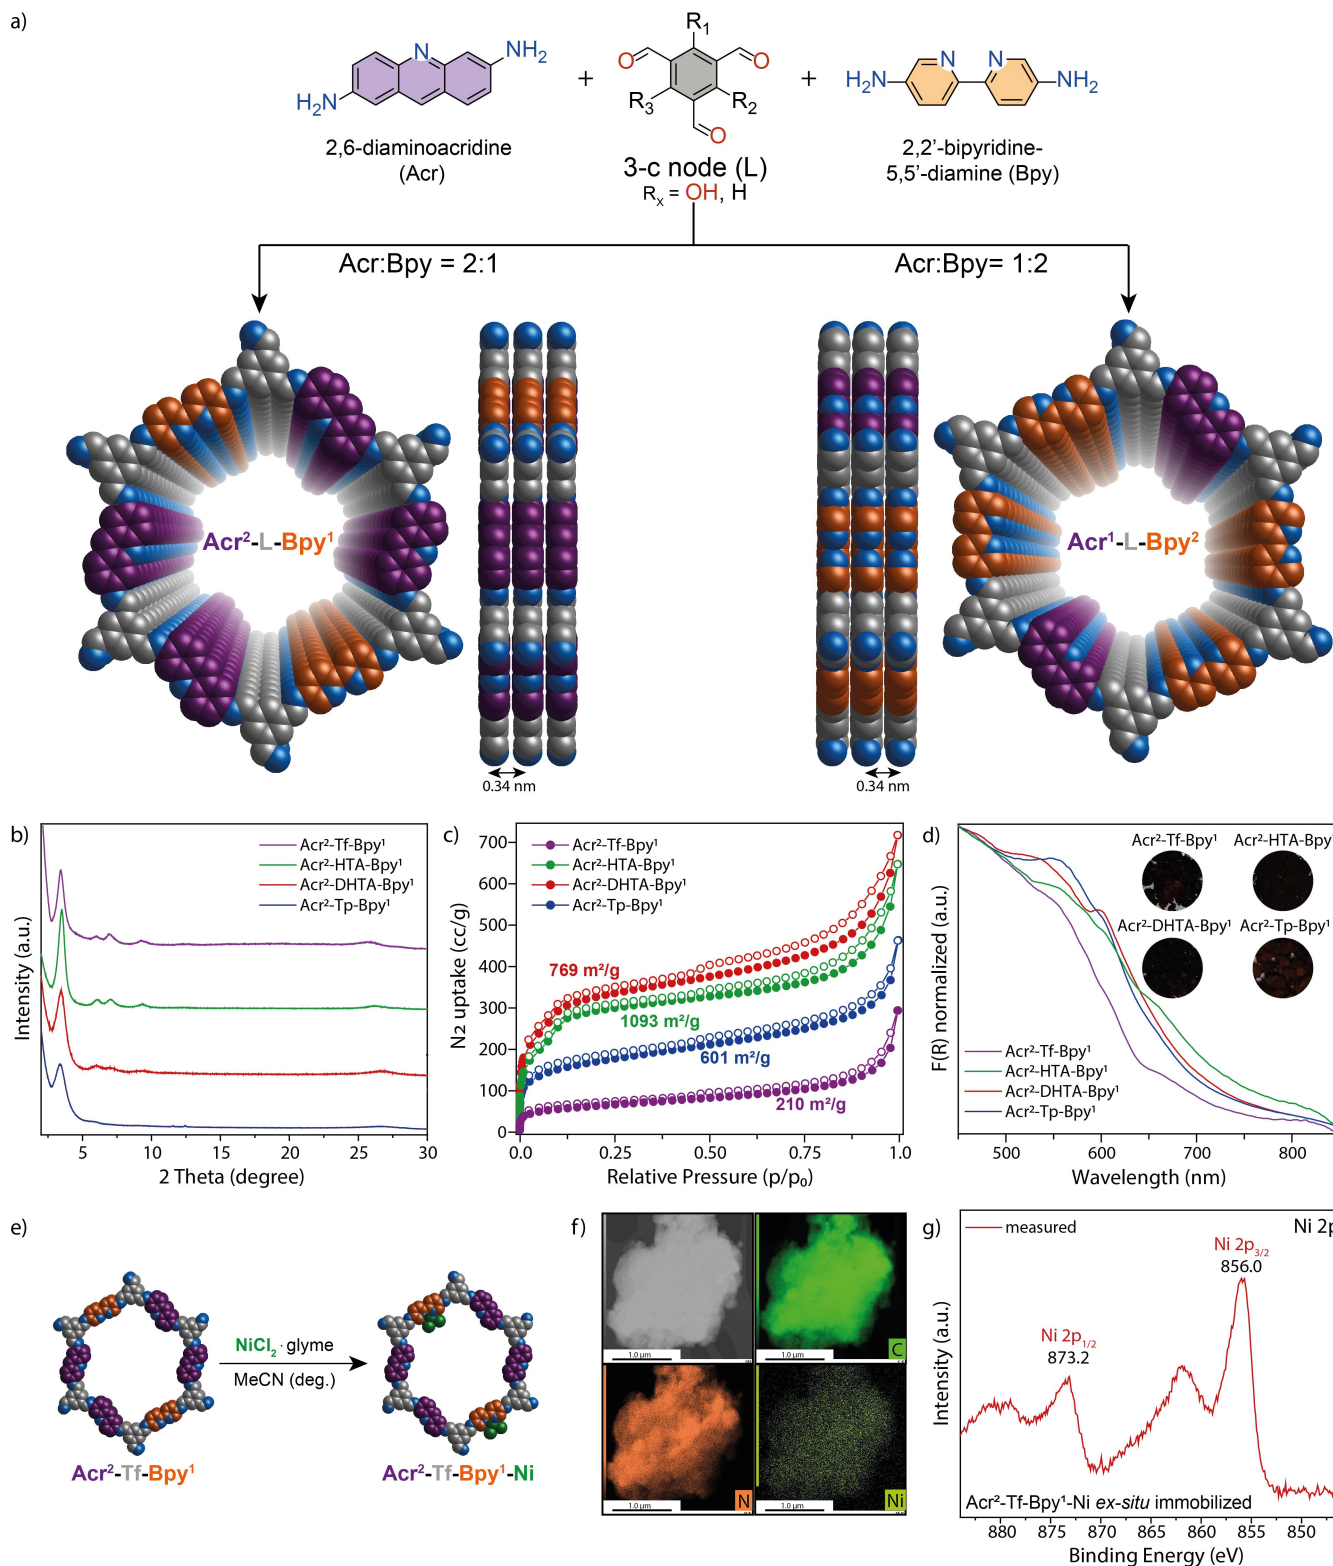 a)
R1
N
NH2
H2N
+
O
O
R3
R2
O
+
N
N
H2N
NH2
2,6-diaminoacridine
(Acr)
3-c node (L)
Rx = OH, H
2,2'-bipyridine-
5,5'-diamine (Bpy)
Acr:Bpy = 2:1
Acr:Bpy= 1:2
Acr²-L-Bpy¹
Acr¹-L-Bpy²
0.34 nm
0.34 nm
b)
Intensity (a.u.)
Acr²-Tf-Bpy¹
Acr²-HTA-Bpy¹
Acr²-DHTA-Bpy¹
Acr²-Tp-Bpy¹
5
10
15
20
25
30
2 Theta (degree)
c)
N2 uptake (cc/g)
700
600
500
400
300
200
100
0
Acr²-Tf-Bpy¹
Acr²-HTA-Bpy¹
Acr²-DHTA-Bpy¹
Acr²-Tp-Bpy¹
769 m²/g
1093 m²/g
601 m²/g
210 m²/g
0.0
0.25
0.50
0.75
1.0
Relative Pressure (p/p₀)
d)
F(R) normalized (a.u.)
Acr²-Tf-Bpy¹
Acr²-HTA-Bpy¹
Acr²-DHTA-Bpy¹
Acr²-Tp-Bpy¹
Acr²-Tf-Bpy¹
Acr²-HTA-Bpy¹
Acr²-DHTA-Bpy¹
Acr²-Tp-Bpy¹
500
600
700
800
Wavelength (nm)
e)
NiCl₂ · glyme
MeCN (deg.)
Acr²-Tf-Bpy¹
Acr²-Tf-Bpy¹-Ni
f)
1.0 µm
1.0 µm
C
1.0 µm
N
1.0 µm
Ni
g)
Intensity (a.u.)
measured
Ni 2p
Ni 2p3/2
856.0
Ni 2p1/2
873.2
Acr²-Tf-Bpy¹-Ni ex-situ immobilized
880
875
870
865
860
855
850
Binding Energy (eV)